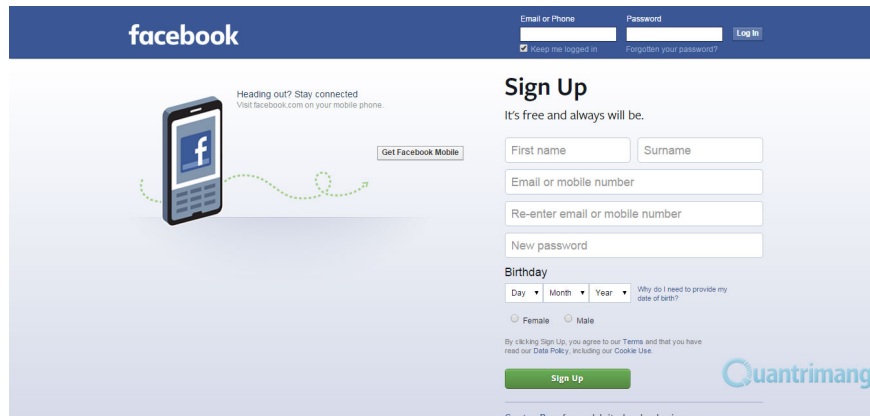 facebook
Email or Phone
Password
Log In
Keep me logged in
Forgotten your password?
Heading out? Stay connected
Visit facebook.com on your mobile phone.
Get Facebook Mobile
f
Sign Up
It's free and always will be.
First name
Surname
Email or mobile number
Re-enter email or mobile number
New password
Birthday
Day
Month
Year
Why do I need to provide my
date of birth?
Female
Male
By clicking Sign Up, you agree to our Terms and that you have
read our Data Policy, including our Cookie Use.
Sign Up
Quantrimang